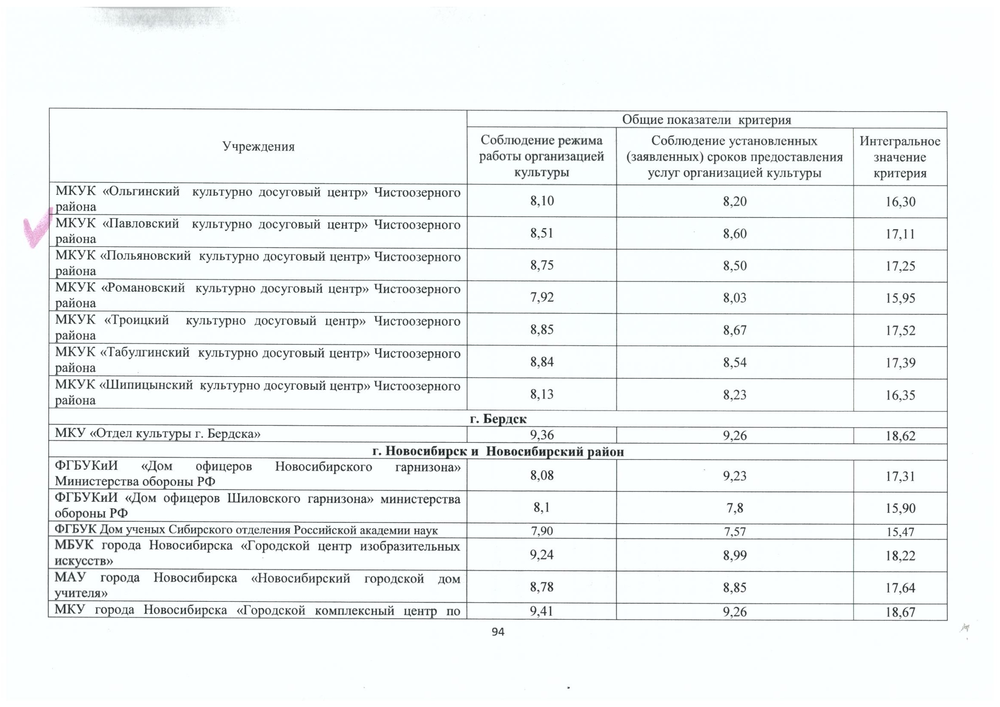 Учреждения
Общие показатели критерия
Соблюдение режима
работы организацией
культуры
Соблюдение установленных
(заявленных) сроков предоставления
услуг организацией культуры
Интегральное
значение
критерия
МКУК «Ольгинский культурно досуговый центр» Чистоозерного
района
8,10
8,20
16,30
МКУК «Павловский культурно досуговый центр» Чистоозерного
района
8,51
8,60
17,11
МКУК «Польяновский культурно досуговый центр» Чистоозерного
района
8,75
8,50
17,25
МКУК «Романовский культурно досуговый центр» Чистоозерного
района
7,92
8,03
15,95
МКУК «Троицкий культурно досуговый центр» Чистоозерного
района
8,85
8,67
17,52
МКУК «Табулгинский культурно досуговый центр» Чистоозерного
района
8,84
8,54
17,39
МКУК «Шипицынский культурно досуговый центр» Чистоозерного
района
8,13
8,23
16,35
г. Бердск
МКУ «Отдел культуры г. Бердска»
9,36
9,26
18,62
г. Новосибирск и Новосибирский район
ФГБУКиИ «Дом офицеров Новосибирского гарнизона»
Министерства обороны РФ
8,08
9,23
17,31
ФГБУКиИ «Дом офицеров Шиловского гарнизона» министерства
обороны РФ
8,1
7,8
15,90
ФГБУК Дом ученых Сибирского отделения Российской академии наук
7,90
7,57
15,47
МБУК города Новосибирска «Городской центр изобразительных
искусств»
9,24
8,99
18,22
МАУ города Новосибирска «Новосибирский городской дом
учителя»
8,78
8,85
17,64
МКУ города Новосибирска «Городской комплексный центр по
9,41
9,26
18,67
94